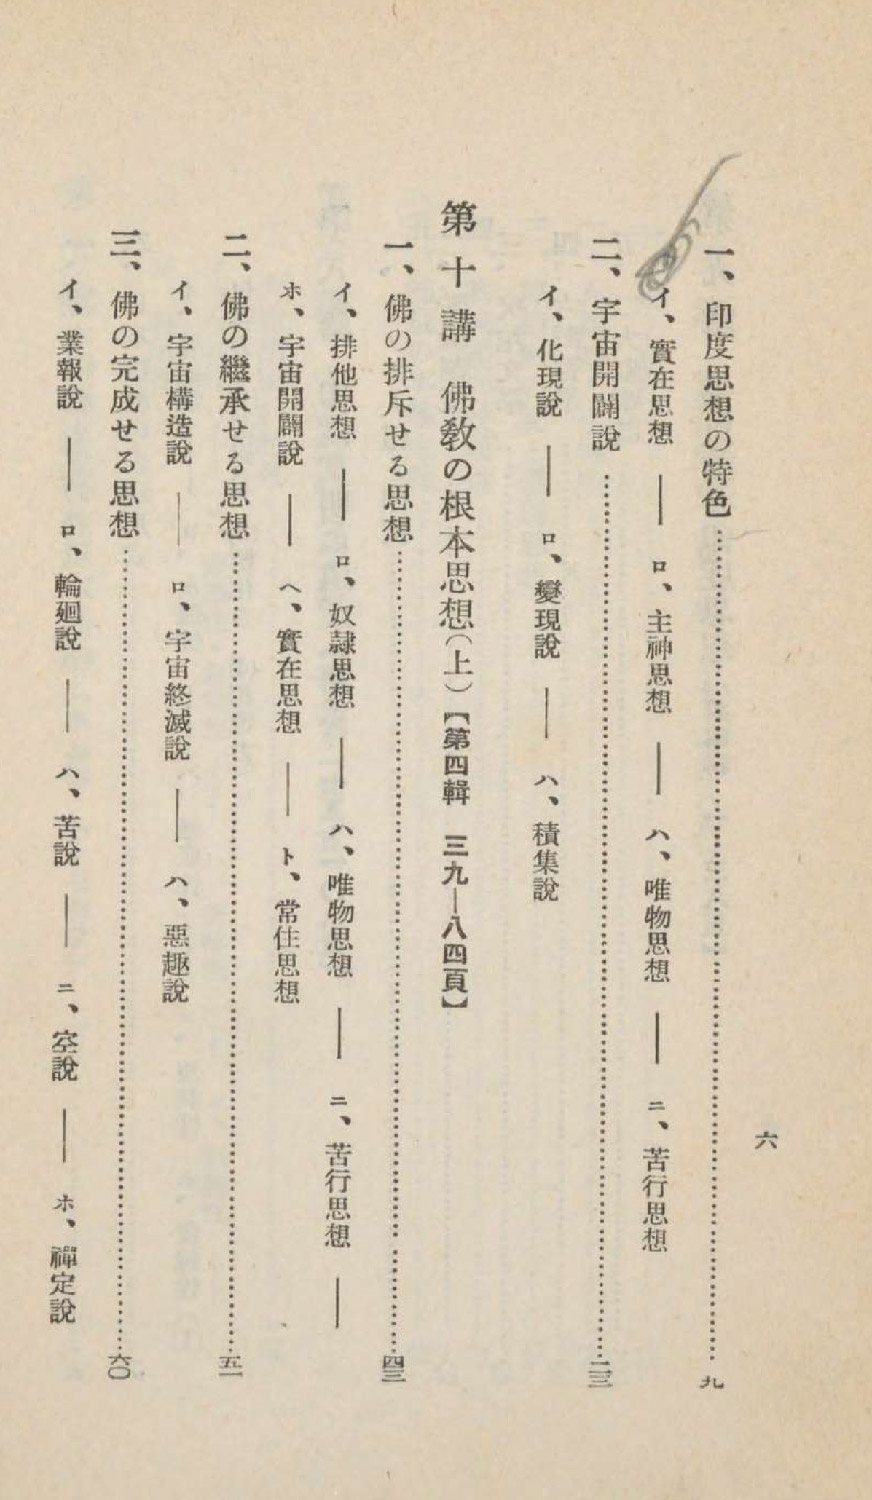 六
一、印度思想の特色……九
イ、實在思想 ── ロ、主神思想 ── ハ、唯物思想 ── ニ、苦行思想
二、宇宙開闢說……二三
イ、化現說 ── ロ、變現說 ── ハ、積集說
第十講 佛敎の根本思想(上)【第四輯 三九─八四頁】
一、佛の排斥せる思想……四三
イ、排他思想 ── ロ、奴隷思想 ── ハ、唯物思想 ── ニ、苦行思想 ──
ホ、宇宙開闢說 ── ヘ、實在思想 ── ト、常住思想
二、佛の繼承せる思想……五一
イ、宇宙構造說 ── ロ、宇宙終滅說 ── ハ、惡趣說
三、佛の完成せる思想……六〇
イ、業報說 ── ロ、輪廻說 ── ハ、苦說 ── ニ、空說 ── ホ、禪定說